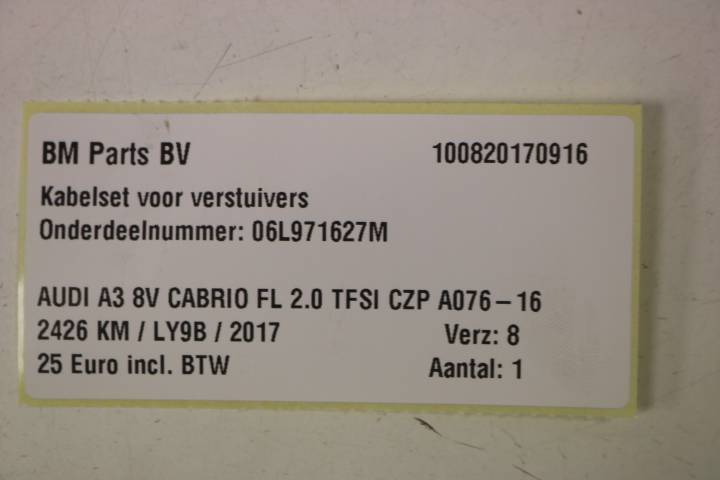 BM Parts BV 100820170916
Kabelset voor verstuivers
Onderdeelnummer: 06L971627M
AUDI A3 8V CABRIO FL 2.0 TFSI CZP A076-16
2426 KM / LY9B / 2017 Verz: 8
25 Euro incl. BTW Aantal: 1